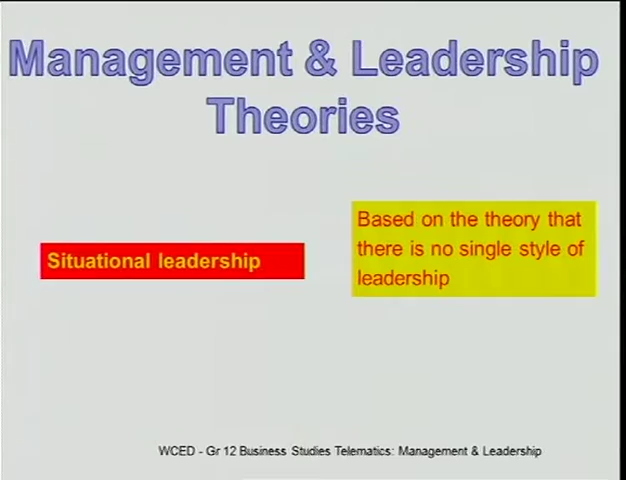 Management & Leadership
Theories
Based on the theory that
there is no single style of
leadership
Situational leadership
WCED - Gr 12 Business Studies Telematics: Management & Leadership